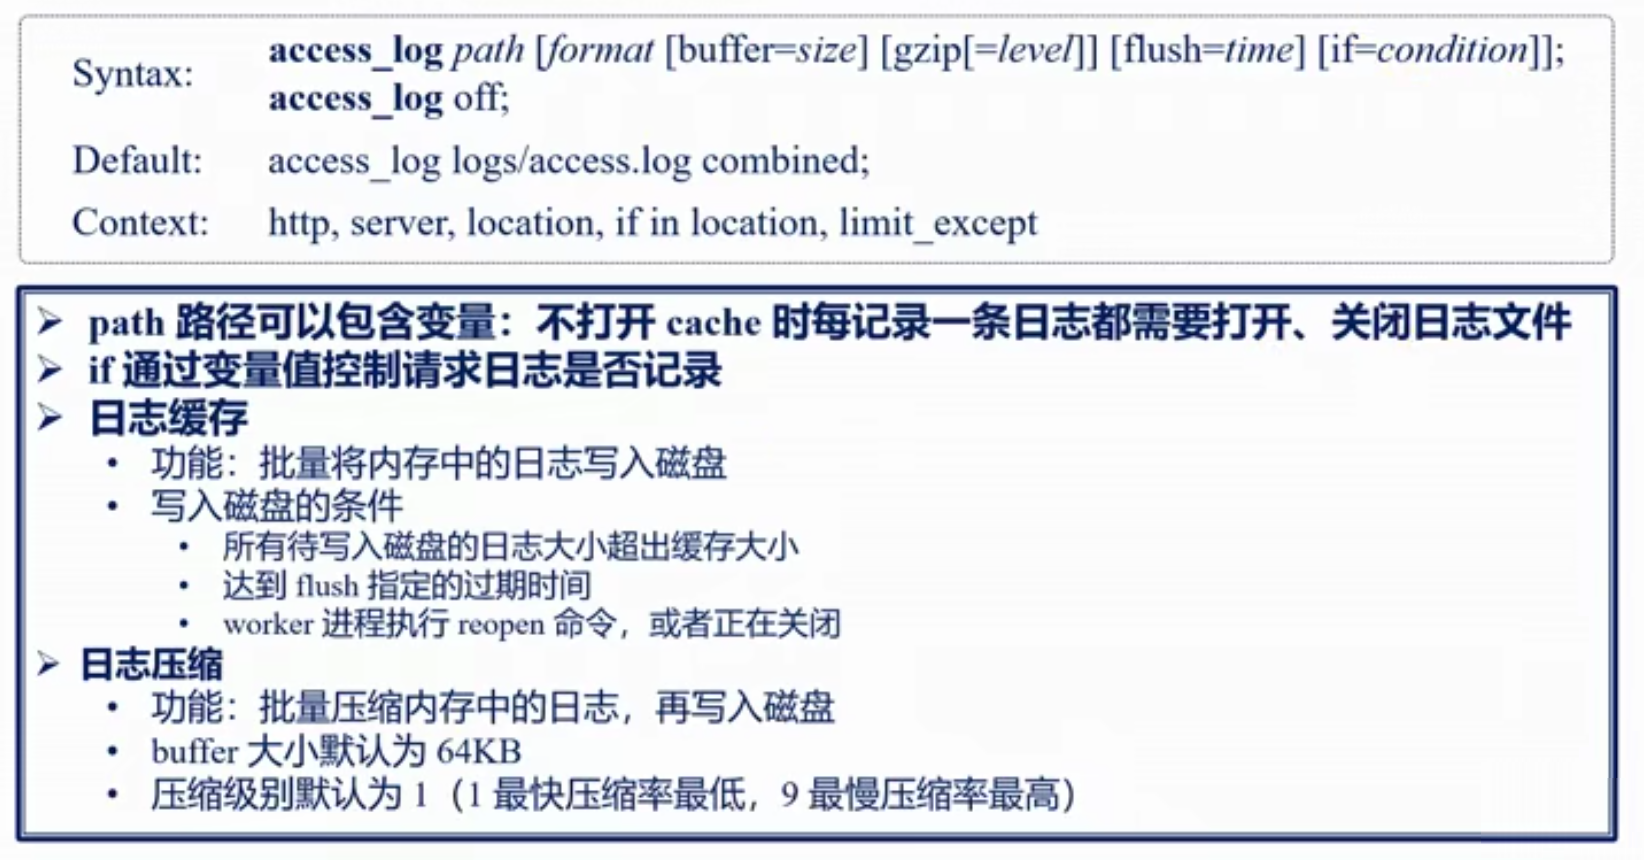 Syntax: access_log path [format [buffer=size] [gzip[=level]] [flush=time] [if=condition]];
access_log off;
Default: access_log logs/access.log combined;
Context: http, server, location, if in location, limit_except
➢ path 路径可以包含变量：不打开 cache 时每记录一条日志都需要打开、关闭日志文件
➢ if 通过变量值控制请求日志是否记录
➢ 日志缓存
• 功能：批量将内存中的日志写入磁盘
• 写入磁盘的条件
• 所有待写入磁盘的日志大小超出缓存大小
• 达到 flush 指定的过期时间
• worker 进程执行 reopen 命令，或者正在关闭
➢ 日志压缩
• 功能：批量压缩内存中的日志，再写入磁盘
• buffer 大小默认为 64KB
• 压缩级别默认为 1（1 最快压缩率最低，9 最慢压缩率最高）